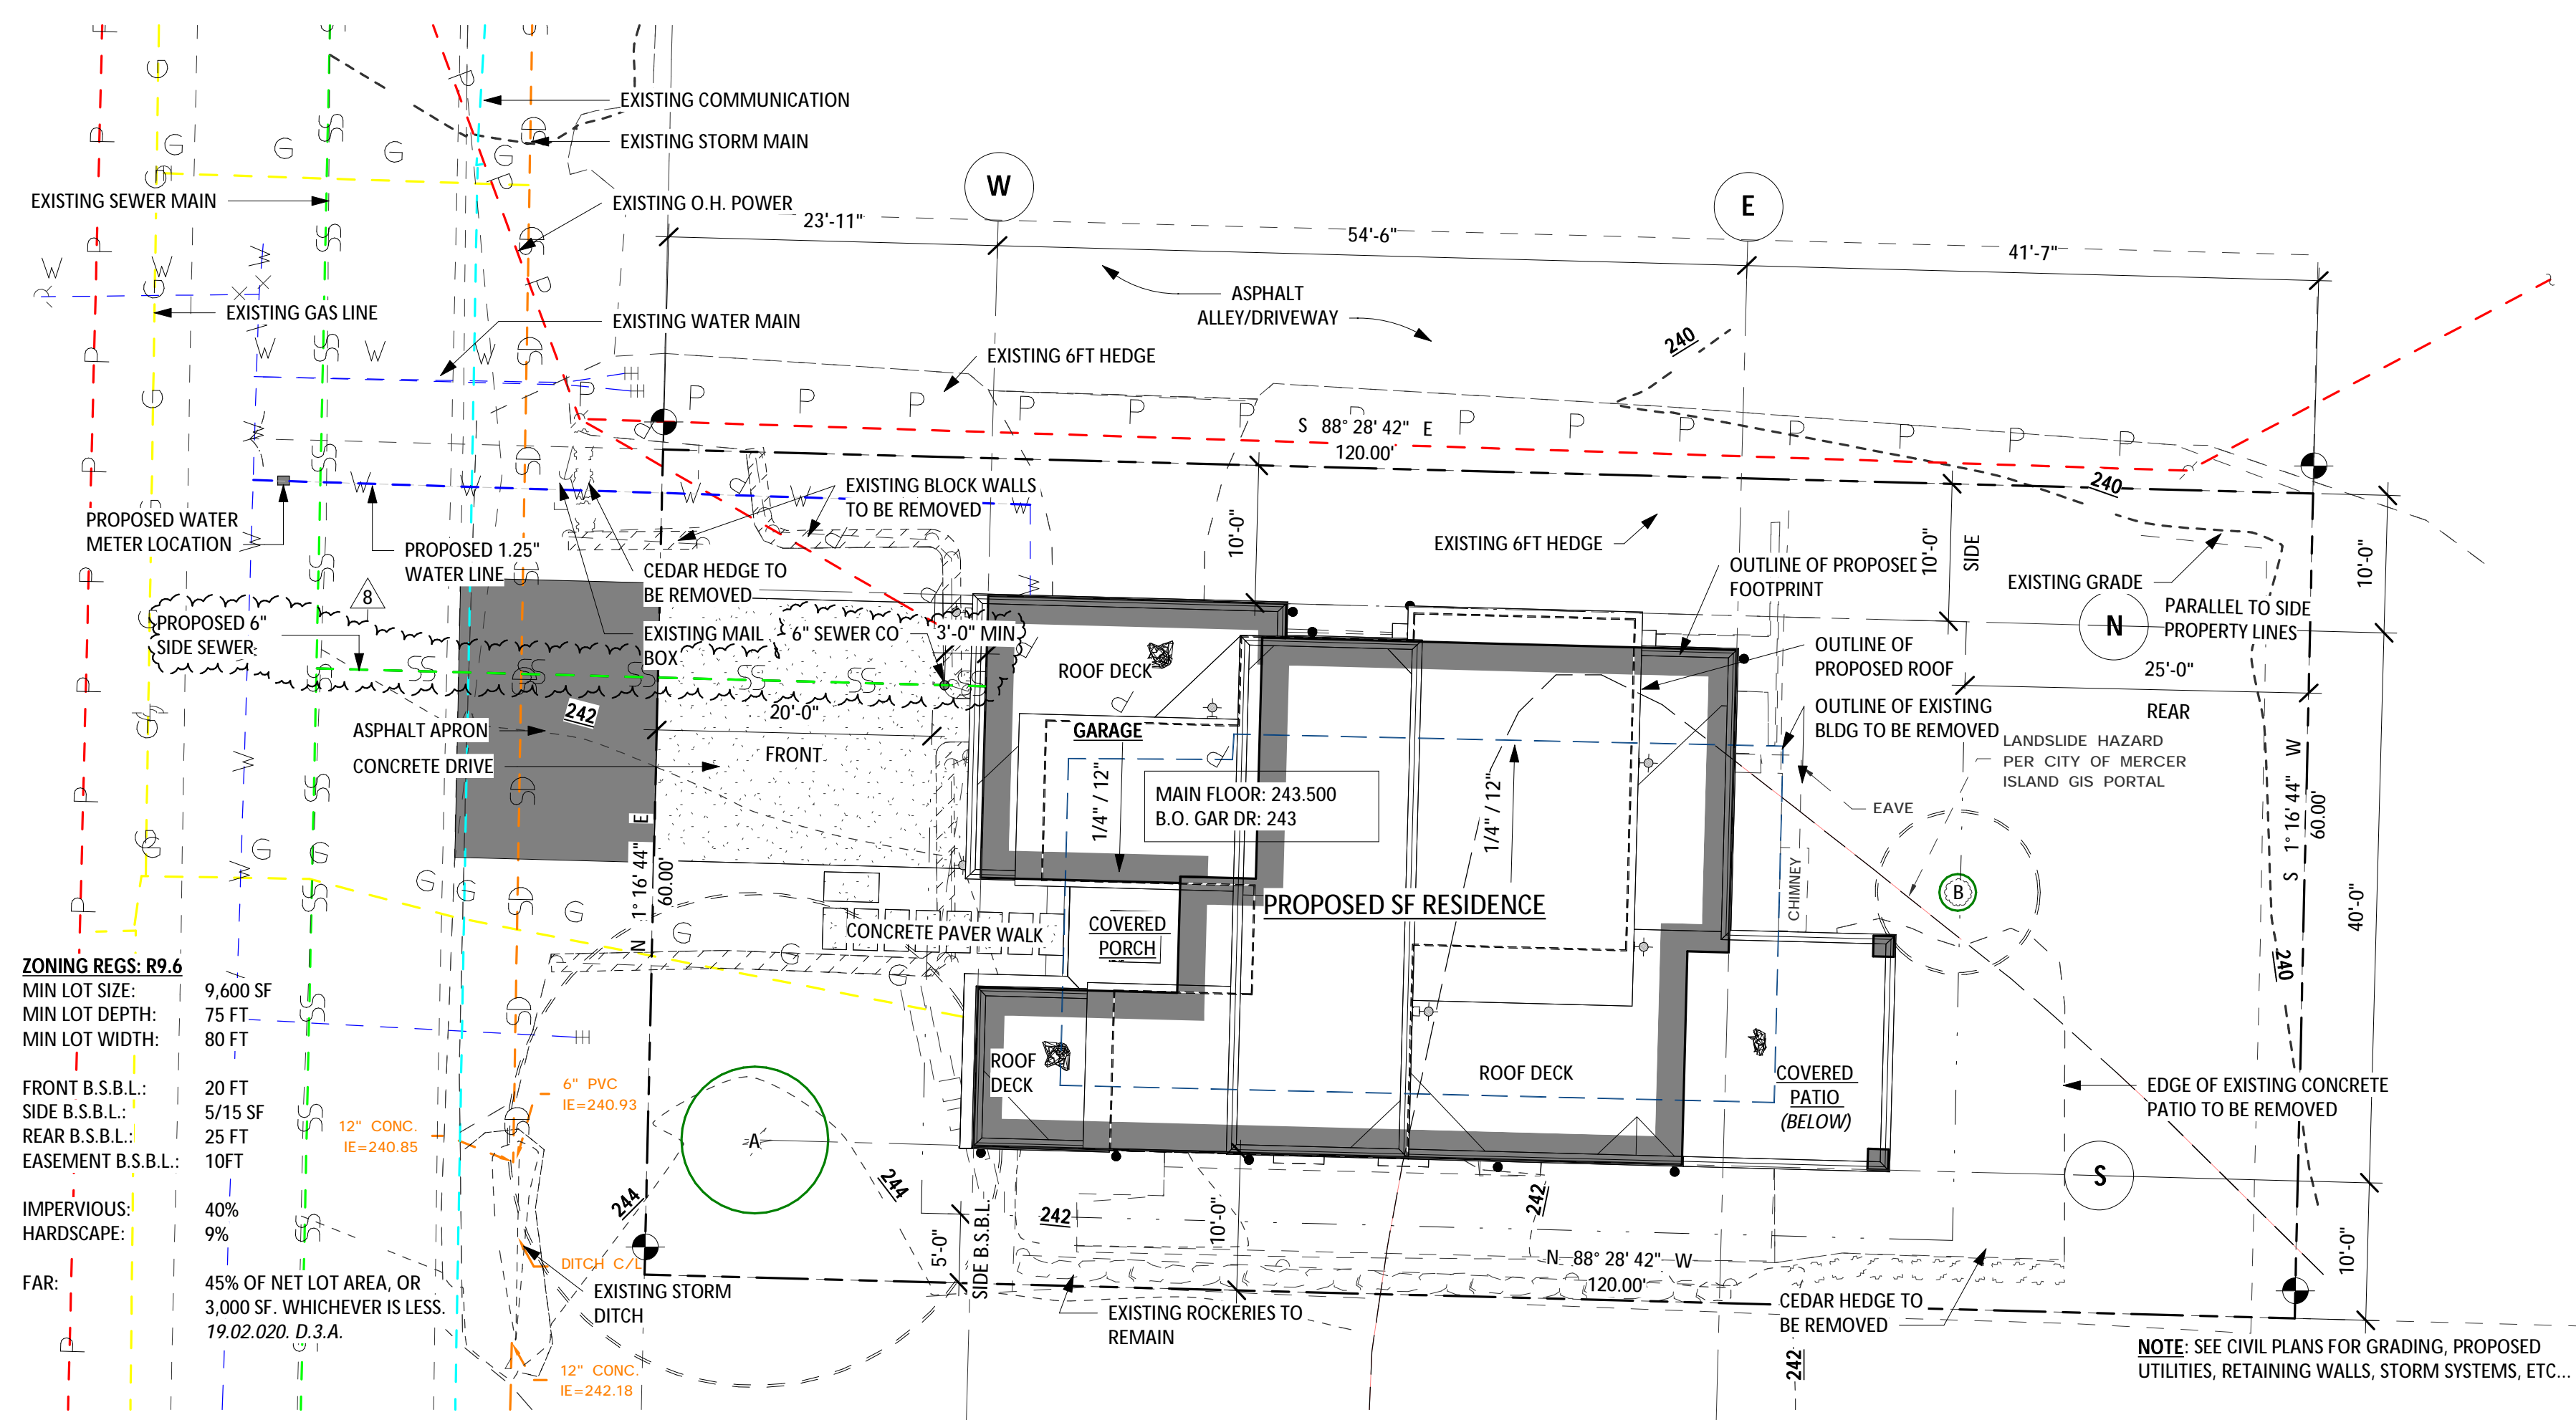 EXISTING COMMUNICATION
EXISTING STORM MAIN
EXISTING SEWER MAIN
EXISTING O.H. POWER
W
E
23'-11"
54'-6"
41'-7"
EXISTING GAS LINE
EXISTING WATER MAIN
ASPHALT
ALLEY/DRIVEWAY
EXISTING 6FT HEDGE
240
S 88° 28' 42" E
120.00'
240
PROPOSED WATER
METER LOCATION
PROPOSED 1.25"
WATER LINE
EXISTING BLOCK WALLS
TO BE REMOVED
CEDAR HEDGE TO
BE REMOVED
10'-0"
EXISTING 6FT HEDGE
OUTLINE OF PROPOSED
FOOTPRINT
10'-0"
SIDE
EXISTING GRADE
10'-0"
N
PARALLEL TO SIDE
PROPERTY LINES
8
PROPOSED 6"
SIDE SEWER
EXISTING MAIL
BOX
6" SEWER CO
3'-0" MIN
ROOF DECK
OUTLINE OF
PROPOSED ROOF
25'-0"
REAR
OUTLINE OF EXISTING
BLDG TO BE REMOVED
LANDSLIDE HAZARD
PER CITY OF MERCER
ISLAND GIS PORTAL
242
20'-0"
FRONT
ASPHALT APRON
CONCRETE DRIVE
GARAGE
1/4" / 12"
MAIN FLOOR: 243.500
B.O. GAR DR: 243
1/4" / 12"
EAVE
CHIMNEY
B
S 1° 16' 44" W
60.00'
N 1° 16' 44" E
60.00'
40'-0"
PROPOSED SF RESIDENCE
COVERED
PORCH
CONCRETE PAVER WALK
240
ZONING REGS: R9.6
MIN LOT SIZE: 9,600 SF
MIN LOT DEPTH: 75 FT
MIN LOT WIDTH: 80 FT
FRONT B.S.B.L.: 20 FT
SIDE B.S.B.L.: 5/15 SF
REAR B.S.B.L.: 25 FT
EASEMENT B.S.B.L.: 10FT
IMPERVIOUS: 40%
HARDSCAPE: 9%
FAR: 45% OF NET LOT AREA, OR
3,000 SF. WHICHEVER IS LESS.
19.02.020. D.3.A.
6" PVC
IE=240.93
12" CONC.
IE=240.85
A
ROOF
DECK
ROOF DECK
COVERED
PATIO
(BELOW)
EDGE OF EXISTING CONCRETE
PATIO TO BE REMOVED
S
244
244
242
242
5'-0"
SIDE B.S.B.L.
10'-0"
N 88° 28' 42" W
120.00'
10'-0"
DITCH C/L
EXISTING STORM
DITCH
EXISTING ROCKERIES TO
REMAIN
CEDAR HEDGE TO
BE REMOVED
242
12" CONC.
IE=242.18
NOTE: SEE CIVIL PLANS FOR GRADING, PROPOSED
UTILITIES, RETAINING WALLS, STORM SYSTEMS, ETC...